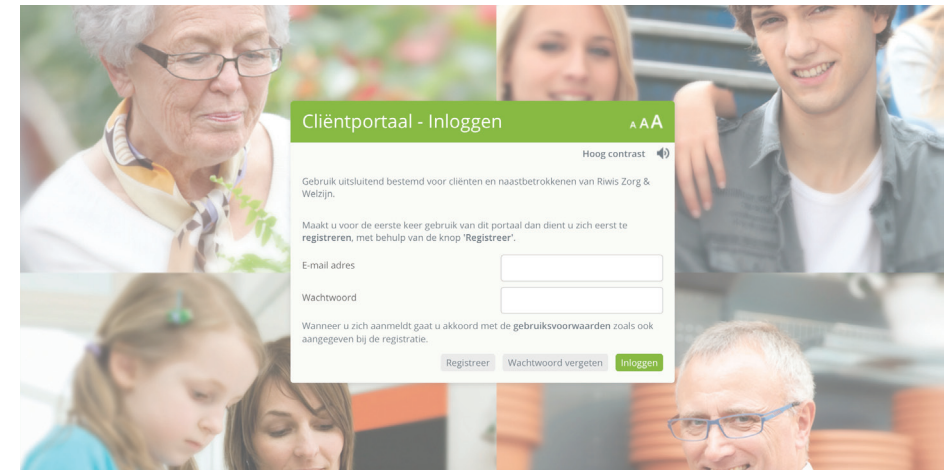 Cliëntportaal - Inloggen A A A
Hoog contrast
Gebruik uitsluitend bestemd voor cliënten en naastbetrokkenen van Riwis Zorg &
Welzijn.
Maakt u voor de eerste keer gebruik van dit portaal dan dient u zich eerst te
registreren, met behulp van de knop 'Registreer'.
E-mail adres
Wachtwoord
Wanneer u zich aanmeldt gaat u akkoord met de gebruiksvoorwaarden zoals ook
aangegeven bij de registratie.
Registreer Wachtwoord vergeten Inloggen